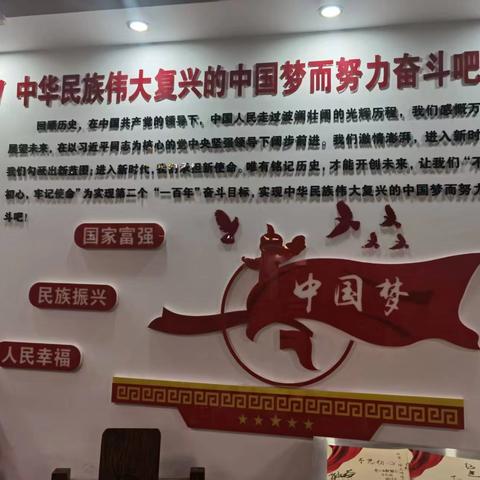 中华民族伟大复兴的中国梦而努力奋斗吧
回顾历史，在中国共产党的领导下，中国人民走过波澜壮阔的光辉历程，我们感慨万
展望未来，在以习近平同志为核心的党中央坚强领导下阔步前进。我们激情澎湃，进入新时
我们勾画出新蓝图；进入新时代，我们承担新使命。唯有铭记历史，才能开创未来，让我们“不
初心，牢记使命”为实现第二个“一百年”奋斗目标，实现中华民族伟大复兴的中国梦而努力
斗吧！
国家富强
民族振兴
人民幸福
中国梦